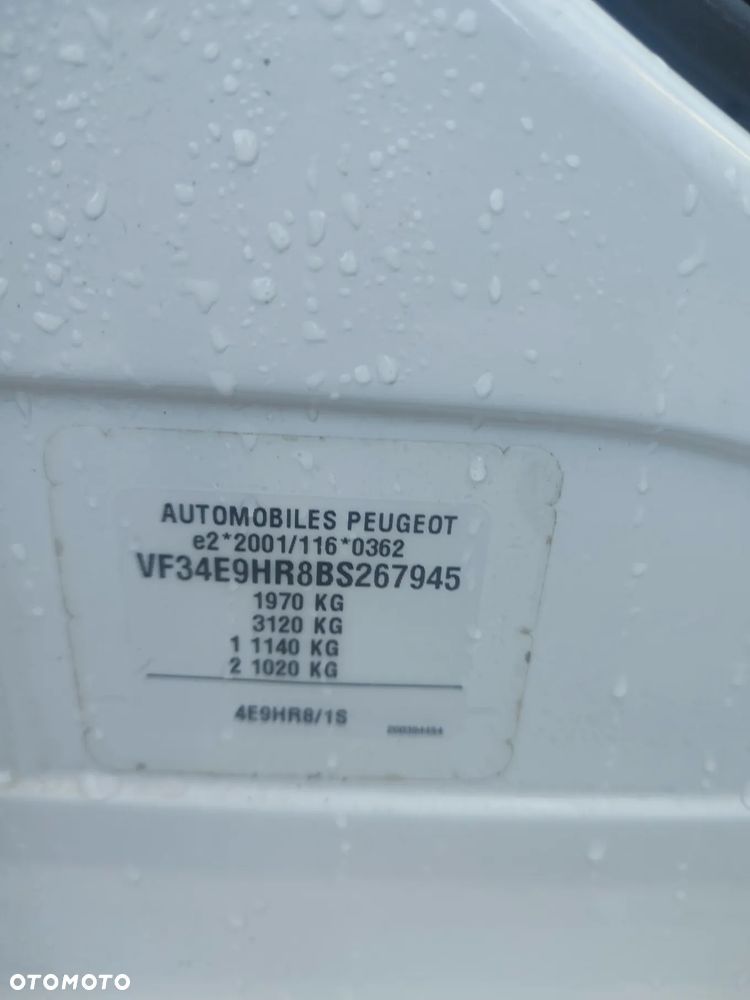 AUTOMOBILES PEUGEOT
e2*2001/116*0362
VF34E9HR8BS267945
1970 KG
3120 KG
1 1140 KG
2 1020 KG
4E9HR8/1S
OTOMOTO